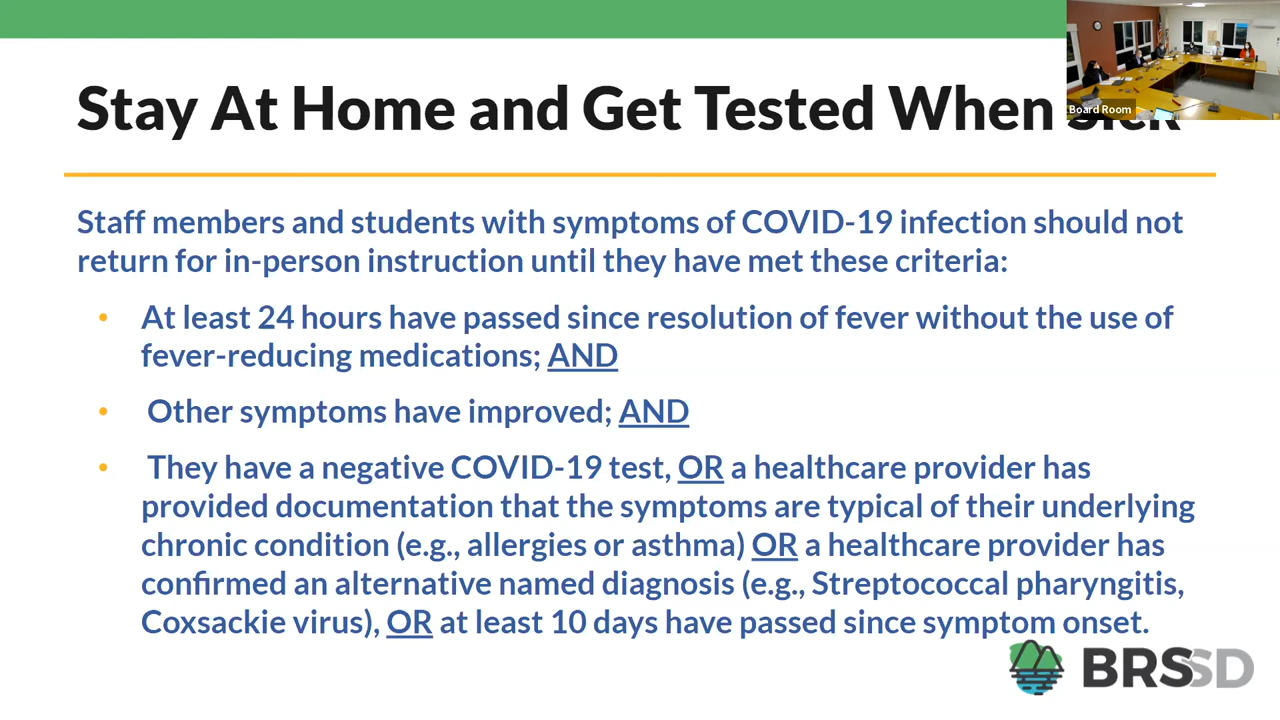 Stay At Home and Get Tested When Sick
Board Room
Staff members and students with symptoms of COVID-19 infection should not
return for in-person instruction until they have met these criteria:
• At least 24 hours have passed since resolution of fever without the use of
fever-reducing medications; AND
• Other symptoms have improved; AND
• They have a negative COVID-19 test, OR a healthcare provider has
provided documentation that the symptoms are typical of their underlying
chronic condition (e.g., allergies or asthma) OR a healthcare provider has
confirmed an alternative named diagnosis (e.g., Streptococcal pharyngitis,
Coxsackie virus), OR at least 10 days have passed since symptom onset.
BRSSD